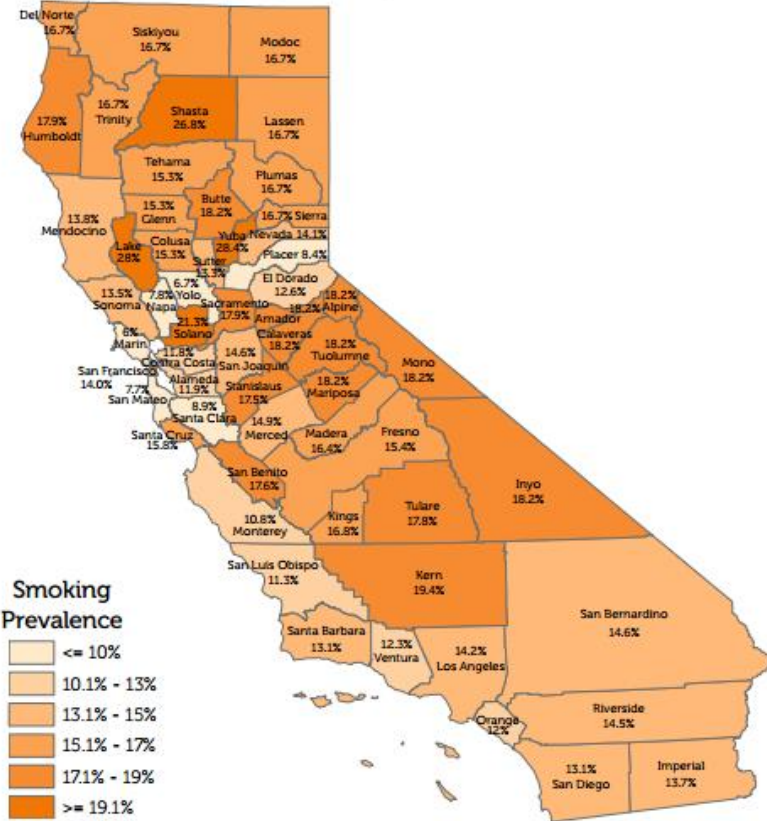 Del Norte
16.7%
Siskiyou
16.7%
Modoc
16.7%
17.9%
Humboldt
16.7%
Trinity
Shasta
26.8%
Lassen
16.7%
Tehama
15.3%
Plumas
16.7%
13.8%
Mendocino
15.3%
Glenn
Butte
18.2%
16.7% Sierra
Lake
28%
Colusa
15.3%
Yuba
28.4%
Nevada 14.1%
Sutter
13.3%
Placer 8.4%
El Dorado
12.6%
13.5%
Sonoma
7.8%
Napa
6.7%
Yolo
Sacramento
17.9%
18.2%
Amador
18.2%
Alpine
21.3%
Solano
6%
Marin
11.8%
Contra Costa
14.6%
San Joaquin
Calaveras
18.2%
18.2%
Tuolumne
Mono
18.2%
San Francisco
14.0%
Alameda
11.9%
7.7%
San Mateo
Stanislaus
17.5%
18.2%
Mariposa
8.9%
Santa Clara
14.9%
Merced
Madera
16.4%
Fresno
15.4%
Santa Cruz
15.8%
San Benito
17.6%
Inyo
18.2%
10.8%
Monterey
Kings
16.8%
Tulare
17.8%
San Luis Obispo
11.3%
Kern
19.4%
San Bernardino
14.6%
Santa Barbara
13.1%
12.3%
Ventura
14.2%
Los Angeles
Orange
12%
Riverside
14.5%
13.1%
San Diego
Imperial
13.7%
Smoking
Prevalence
<= 10%
10.1% - 13%
13.1% - 15%
15.1% - 17%
17.1% - 19%
>= 19.1%